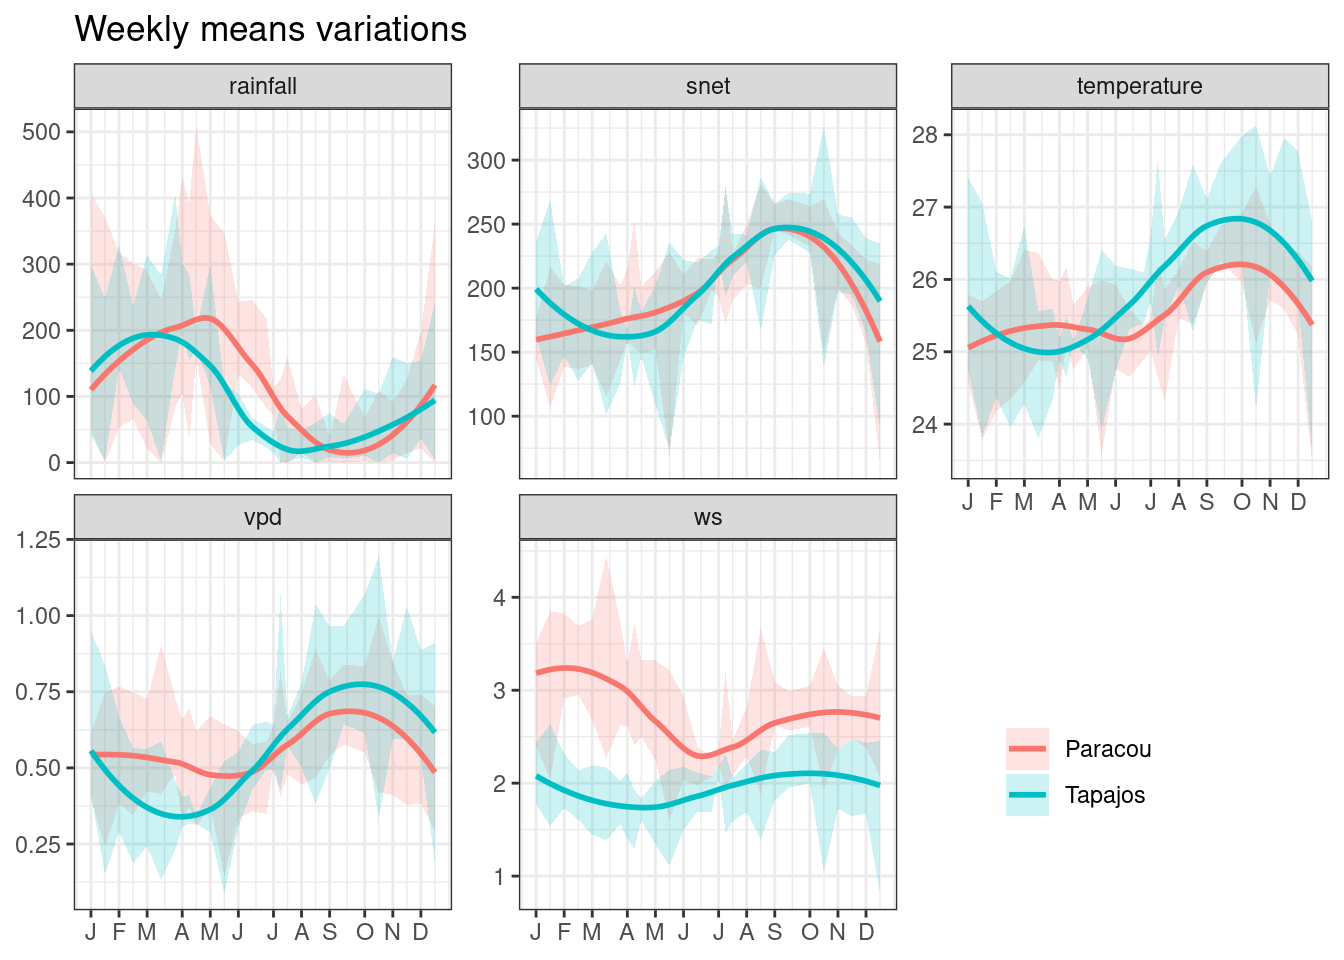 Weekly means variations
rainfall
snet
temperature
500
400
300
200
100
0
300
250
200
150
100
28
27
26
25
24
J F M A M J J A S O N D
vpd
ws
1.25
1.00
0.75
0.50
0.25
4
3
2
1
J F M A M J J A S O N D
J F M A M J J A S O N D
Paracou
Tapajos